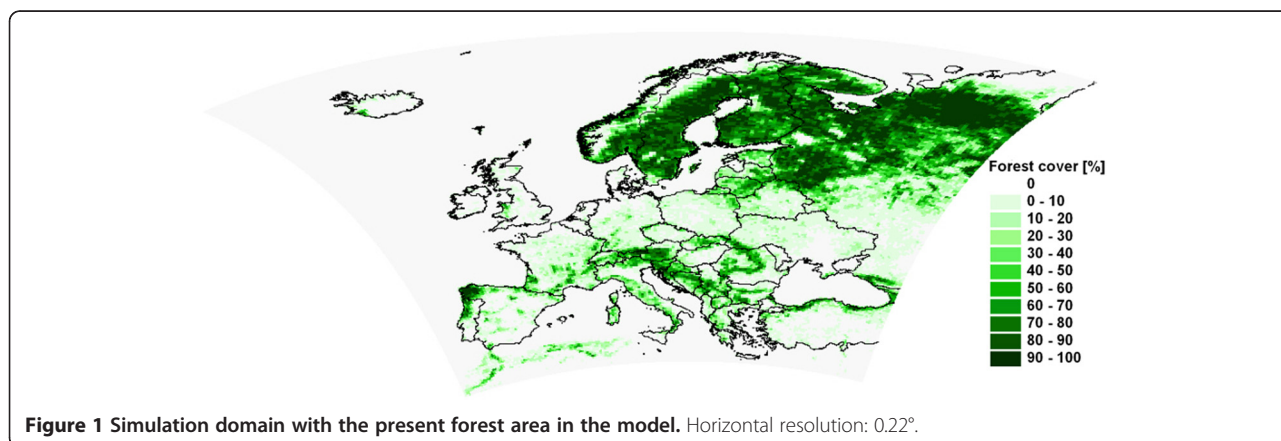 Forest cover [%]
0
0 - 10
10 - 20
20 - 30
30 - 40
40 - 50
50 - 60
60 - 70
70 - 80
80 - 90
90 - 100
Figure 1 Simulation domain with the present forest area in the model. Horizontal resolution: 0.22°.